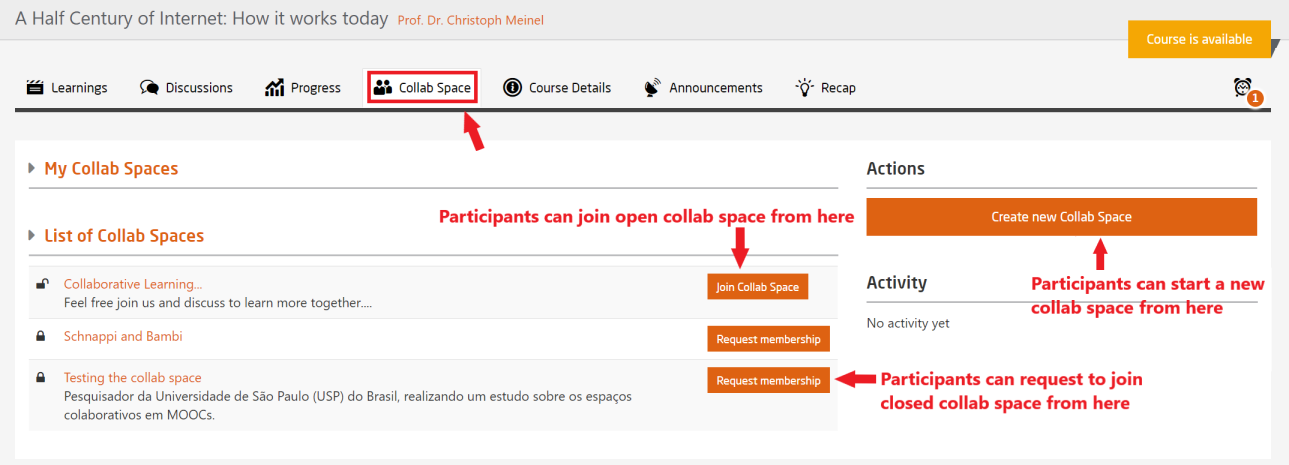 A Half Century of Internet: How it works today Prof. Dr. Christoph Meinel
Course is available
Learnings Discussions Progress Collab Space Course Details Announcements Recap 1
My Collab Spaces
Actions
Participants can join open collab space from here
Create new Collab Space
List of Collab Spaces
Collaborative Learning...
Feel free join us and discuss to learn more together....
Join Collab Space
Activity
Participants can start a new
collab space from here
No activity yet
Schnappi and Bambi
Request membership
Testing the collab space
Pesquisador da Universidade de São Paulo (USP) do Brasil, realizando um estudo sobre os espaços
colaborativos em MOOCs.
Request membership
Participants can request to join
closed collab space from here